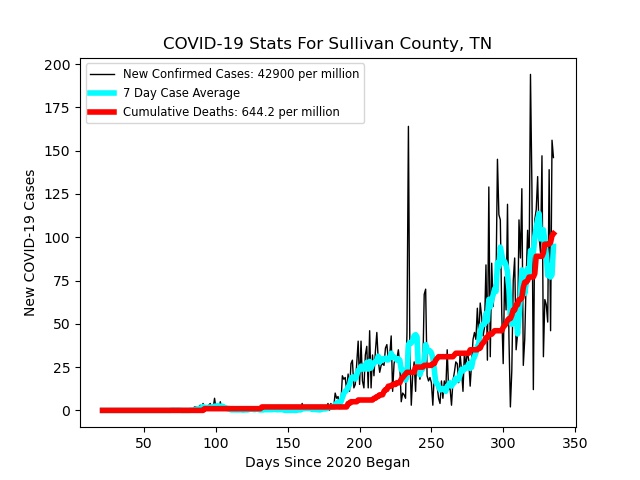 COVID-19 Stats For Sullivan County, TN
New Confirmed Cases: 42900 per million
7 Day Case Average
Cumulative Deaths: 644.2 per million
New COVID-19 Cases
200
175
150
125
100
75
50
25
0
50 100 150 200 250 300 350
Days Since 2020 Began